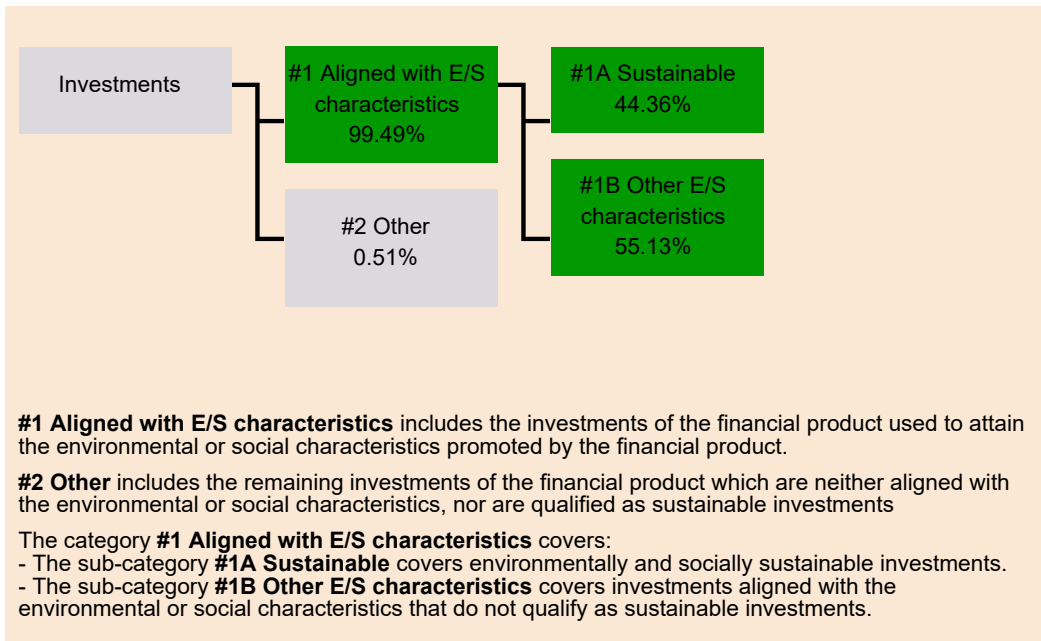 Investments
#1 Aligned with E/S
characteristics
99.49%
#2 Other
0.51%
#1A Sustainable
44.36%
#1B Other E/S
characteristics
55.13%
#1 Aligned with E/S characteristics includes the investments of the financial product used to attain
the environmental or social characteristics promoted by the financial product.
#2 Other includes the remaining investments of the financial product which are neither aligned with
the environmental or social characteristics, nor are qualified as sustainable investments
The category #1 Aligned with E/S characteristics covers:
- The sub-category #1A Sustainable covers environmentally and socially sustainable investments.
- The sub-category #1B Other E/S characteristics covers investments aligned with the
environmental or social characteristics that do not qualify as sustainable investments.